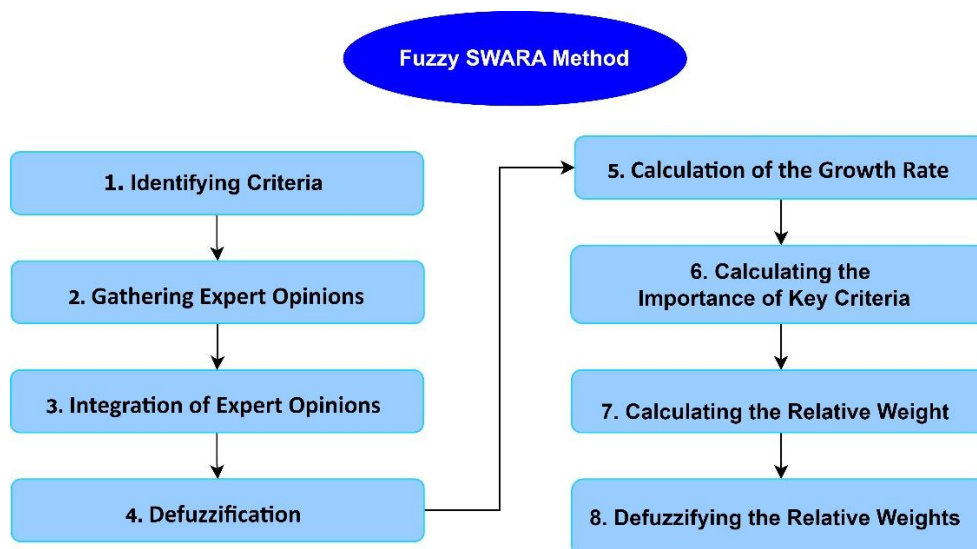 Fuzzy SWARA Method
1. Identifying Criteria
2. Gathering Expert Opinions
3. Integration of Expert Opinions
4. Defuzzification
5. Calculation of the Growth Rate
6. Calculating the
Importance of Key Criteria
7. Calculating the Relative Weight
8. Defuzzifying the Relative Weights